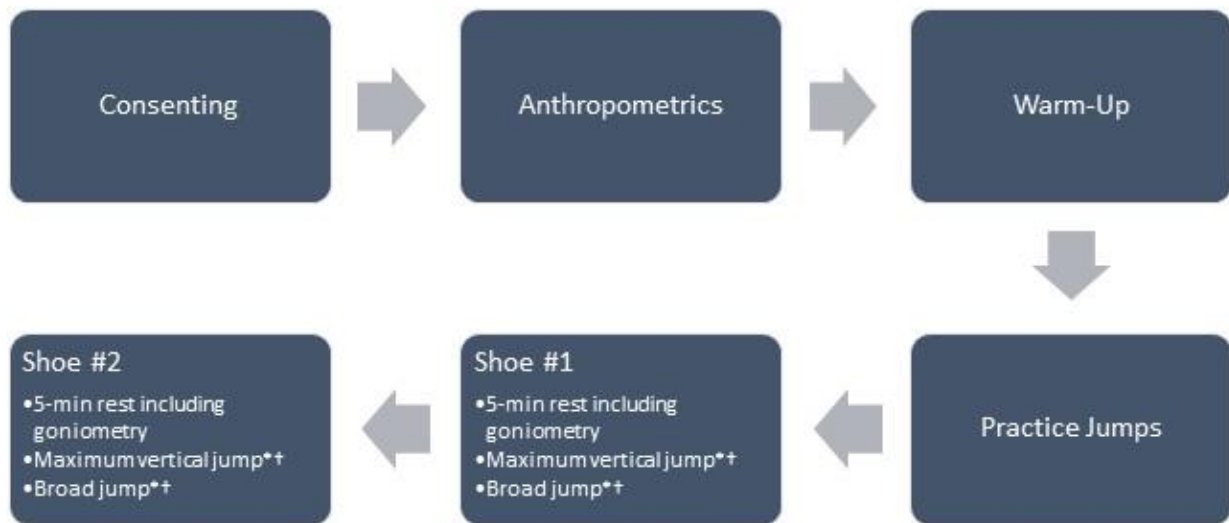 Consenting
Anthropometrics
Warm-Up
Practice Jumps
Shoe #1
•5-min rest including
goniometry
•Maximum vertical jump*†
•Broad jump*†
Shoe #2
•5-min rest including
goniometry
•Maximum vertical jump*†
•Broad jump*†